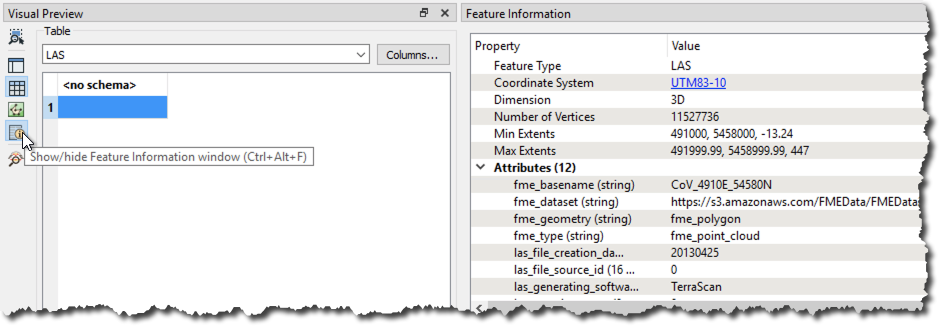 Visual Preview
Table
LAS
Columns...
<no schema>
1
Show/hide Feature Information window (Ctrl+Alt+F)
Feature Information
Property Value
Feature Type LAS
Coordinate System UTM83-10
Dimension 3D
Number of Vertices 11527736
Min Extents 491000, 5458000, -13.24
Max Extents 491999.99, 5458999.99, 447
Attributes (12)
fme_basename (string) CoV_4910E_54580N
fme_dataset (string) https://s3.amazonaws.com/FMEData/FMEDatas
fme_geometry (string) fme_polygon
fme_type (string) fme_point_cloud
las_file_creation_da... 20130425
las_file_source_id (16 ... 0
las_generating_softwa... TerraScan